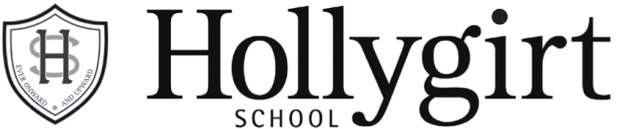 HS
EVER ONWARD AND UPWARD
Hollygirt
SCHOOL